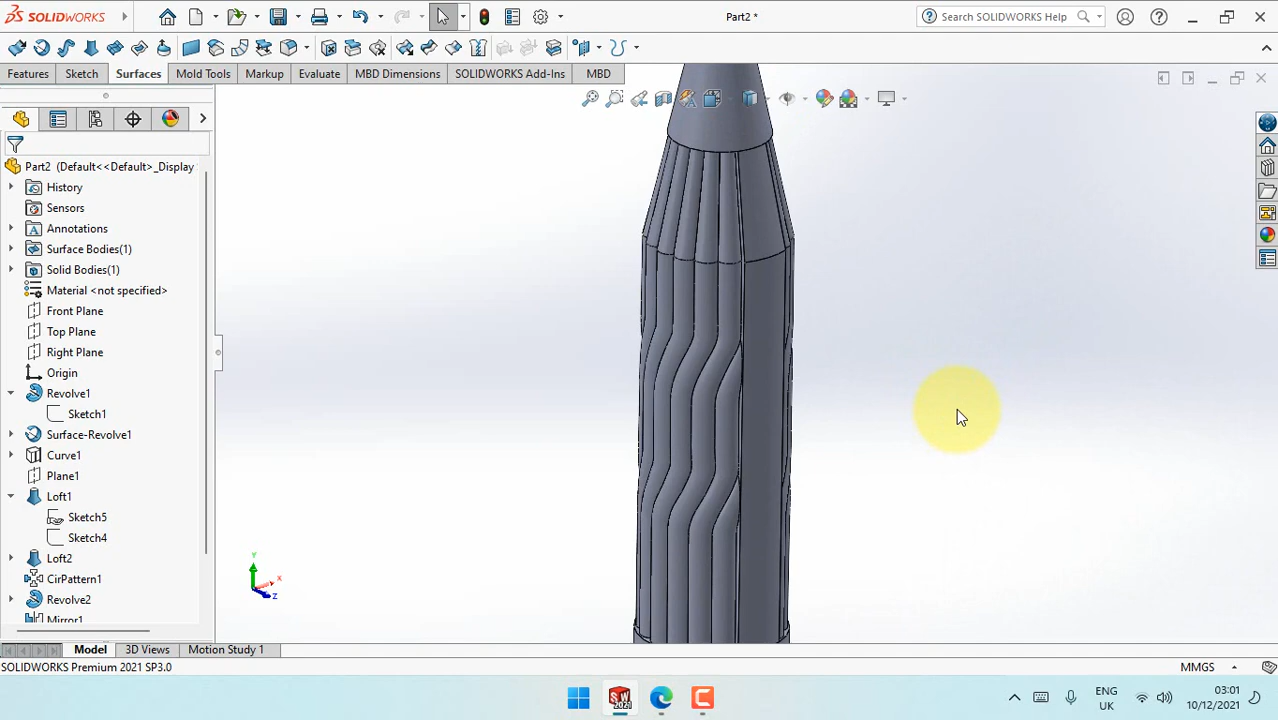 SOLIDWORKS
Part2 *
Search SOLIDWORKS Help
Features
Sketch
Surfaces
Mold Tools
Markup
Evaluate
MBD Dimensions
SOLIDWORKS Add-Ins
MBD
Part2 (Default<<Default>_Display
History
Sensors
Annotations
Surface Bodies(1)
Solid Bodies(1)
Material <not specified>
Front Plane
Top Plane
Right Plane
Origin
Revolve1
Sketch1
Surface-Revolve1
Curve1
Plane1
Loft1
Sketch5
Sketch4
Loft2
CirPattern1
Revolve2
Mirror1
Y
X
Z
Model
3D Views
Motion Study 1
SOLIDWORKS Premium 2021 SP3.0
MMGS
SW
2021
ENG
UK
03:01
10/12/2021